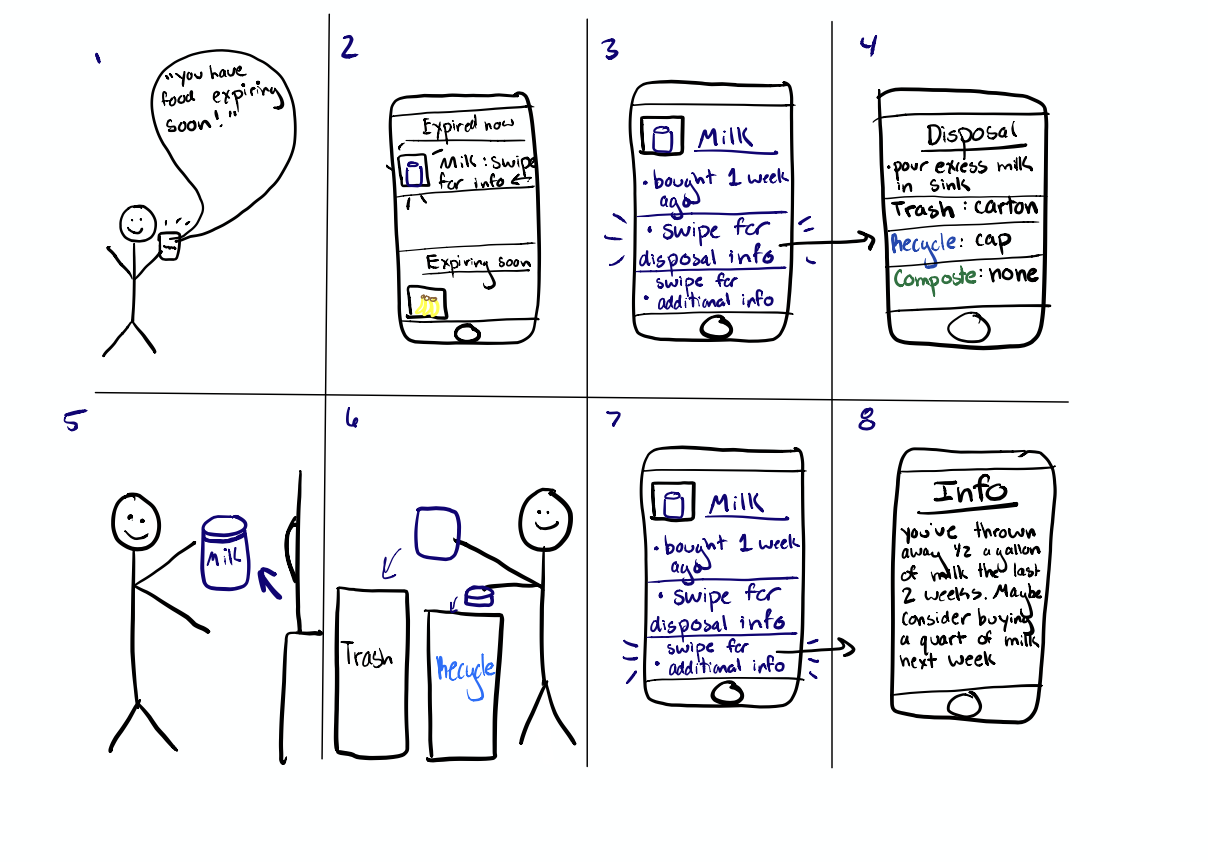 1
"you have
food expiring
soon!"
2
Expired now
Milk : swipe
for info ←
Expiring soon
3
Milk
• bought 1 week
ago
• swipe for
disposal info
swipe for
• additional info
4
Disposal
• pour exess milk
in sink
Trash : carton
Recycle: cap
Composte: none
5
Milk
6
Trash
Recycle
7
Milk
• bought 1 week
ago
• swipe for
disposal info
swipe for
• additional info
8
Info
you've thrown
away 1/2 a gallon
of milk the last
2 weeks. Maybe
consider buying
a quart of milk
next week